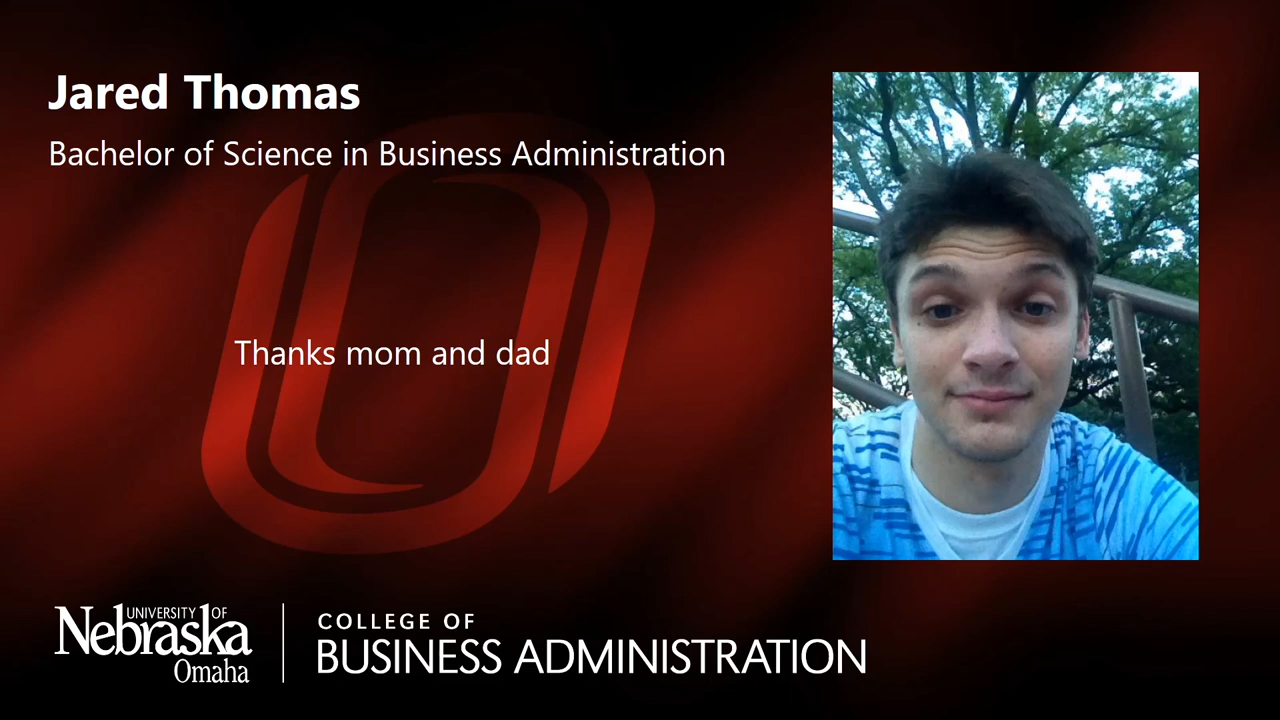 Jared Thomas
Bachelor of Science in Business Administration
Thanks mom and dad
UNIVERSITY OF
Nebraska
Omaha
COLLEGE OF
BUSINESS ADMINISTRATION